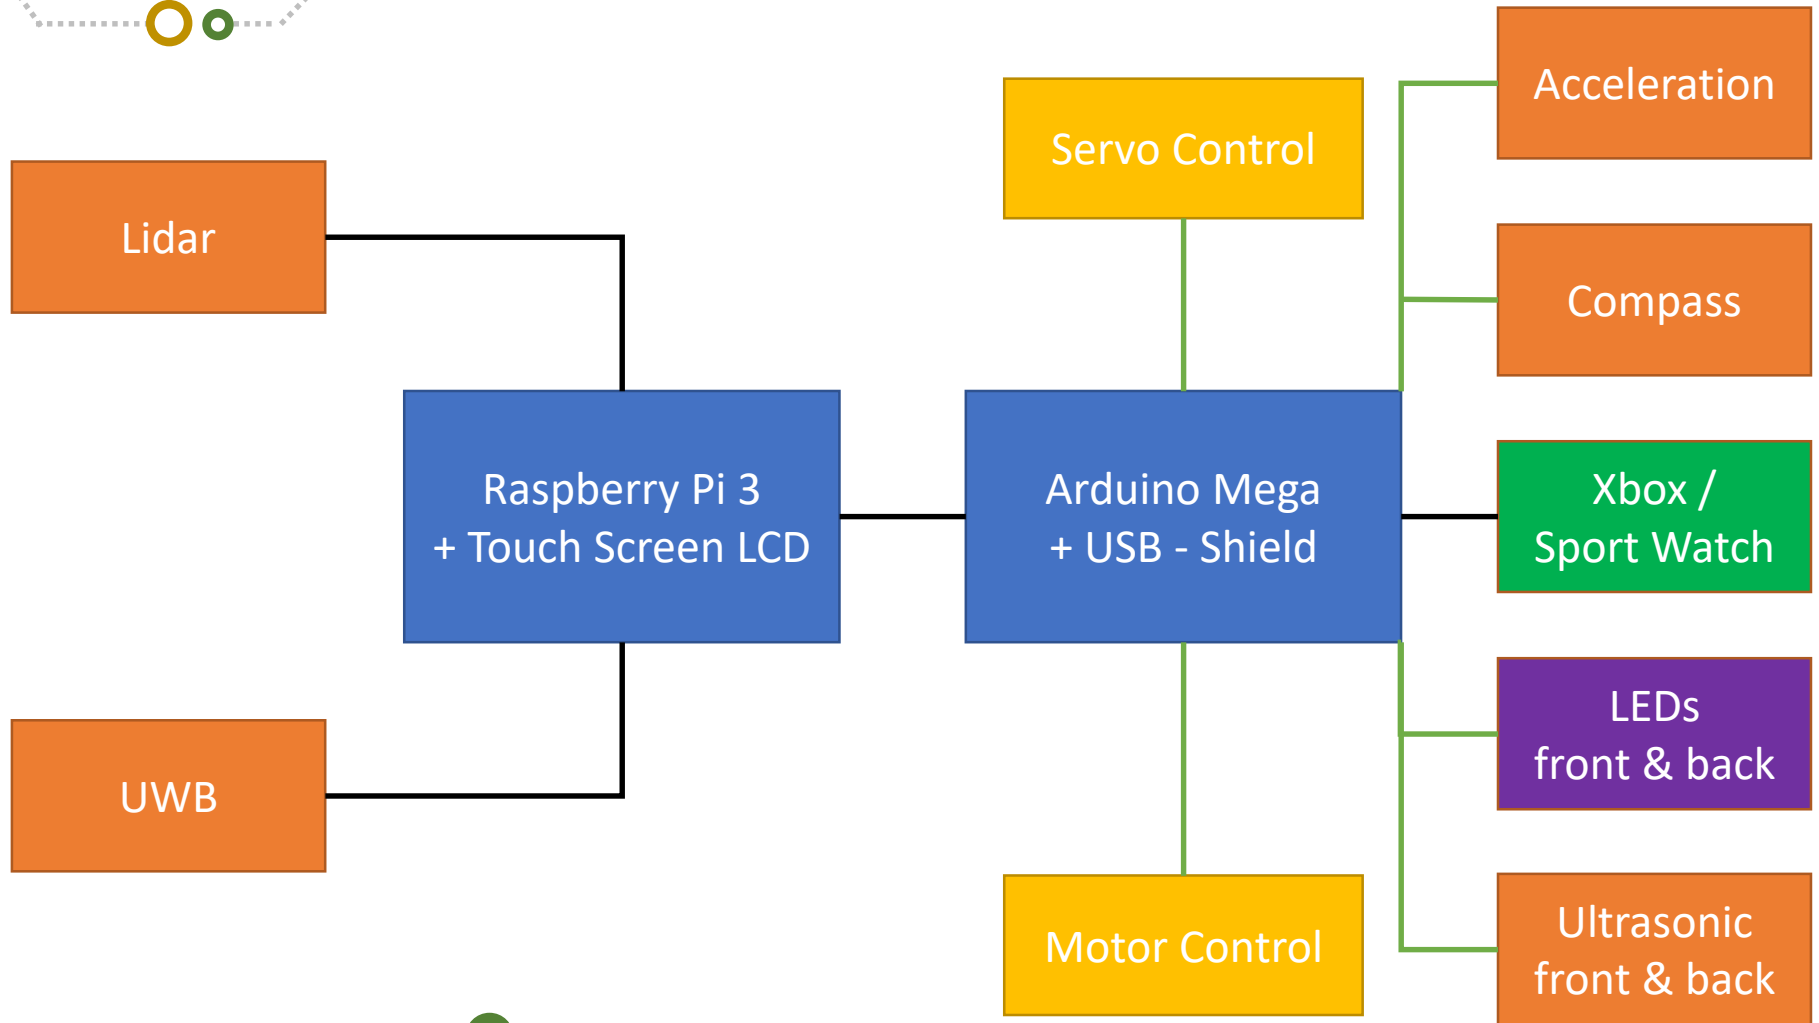 Acceleration
Servo Control
Lidar
Compass
Raspberry Pi 3
+ Touch Screen LCD
Arduino Mega
+ USB - Shield
Xbox /
Sport Watch
LEDs
front & back
UWB
Motor Control
Ultrasonic
front & back